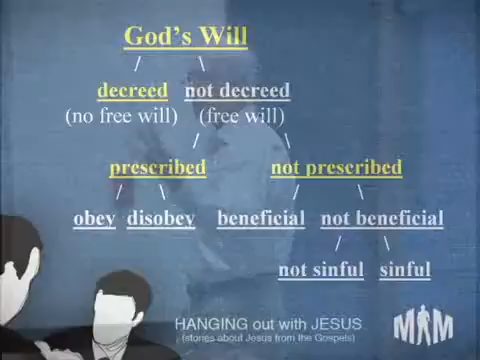 God's Will
decreed not decreed
(no free will) (free will)
prescribed not prescribed
obey disobey beneficial not beneficial
not sinful sinful
HANGING out with JESUS
(stories about Jesus from the Gospels)
MM